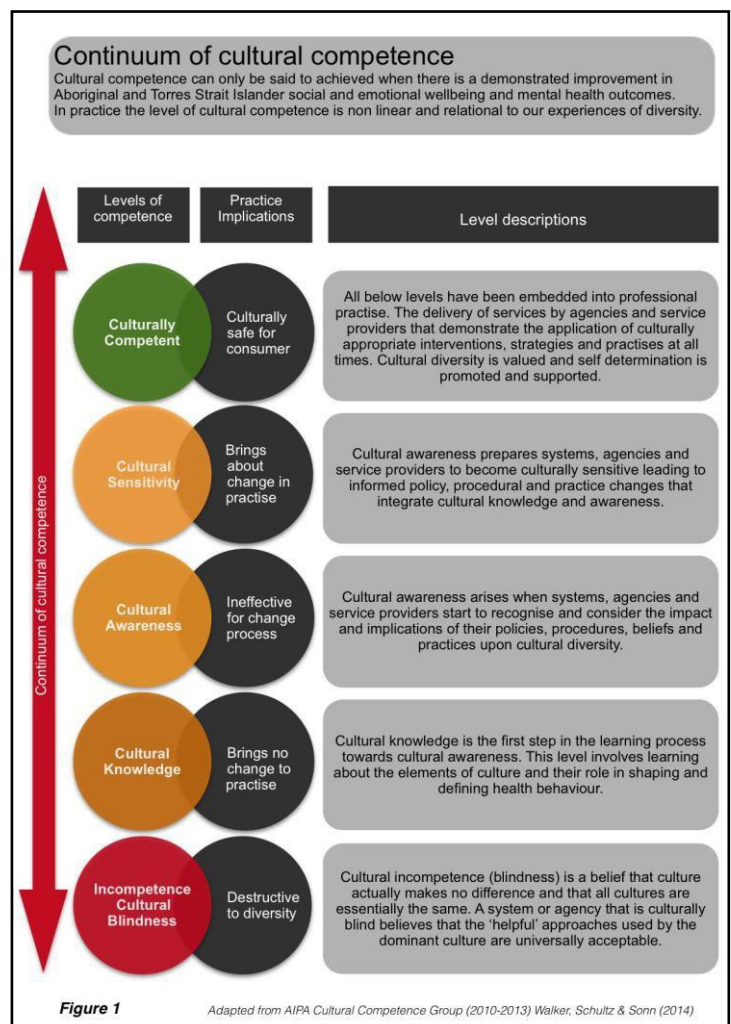 Continuum of cultural competence
Cultural competence can only be said to achieved when there is a demonstrated improvement in
Aboriginal and Torres Strait Islander social and emotional wellbeing and mental health outcomes.
In practice the level of cultural competence is non linear and relational to our experiences of diversity.
Continuum of cultural competence
Levels of
competence
Practice
Implications
Level descriptions
Culturally
Competent
Culturally
safe for
consumer
All below levels have been embedded into professional
practise. The delivery of services by agencies and service
providers that demonstrate the application of culturally
appropriate interventions, strategies and practises at all
times. Cultural diversity is valued and self determination is
promoted and supported.
Cultural
Sensitivity
Brings
about
change in
practise
Cultural awareness prepares systems, agencies and
service providers to become culturally sensitive leading to
informed policy, procedural and practice changes that
integrate cultural knowledge and awareness.
Cultural
Awareness
Ineffective
for change
process
Cultural awareness arises when systems, agencies and
service providers start to recognise and consider the impact
and implications of their policies, procedures, beliefs and
practices upon cultural diversity.
Cultural
Knowledge
Brings no
change to
practise
Cultural knowledge is the first step in the learning process
towards cultural awareness. This level involves learning
about the elements of culture and their role in shaping and
defining health behaviour.
Incompetence
Cultural
Blindness
Destructive
to diversity
Cultural incompetence (blindness) is a belief that culture
actually makes no difference and that all cultures are
essentially the same. A system or agency that is culturally
blind believes that the ‘helpful’ approaches used by the
dominant culture are universally acceptable.
Figure 1
Adapted from AIPA Cultural Competence Group (2010-2013) Walker, Schultz & Sonn (2014)